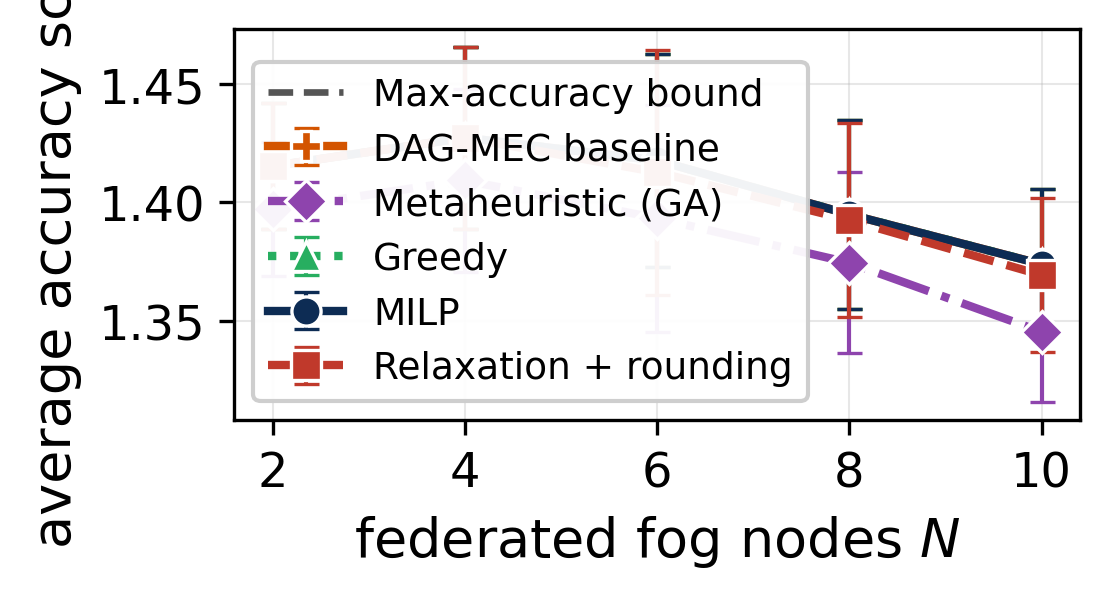 average accuracy
1.45
1.40
1.35
Max-accuracy bound
DAG-MEC baseline
Metaheuristic (GA)
Greedy
MILP
Relaxation + rounding
2 4 6 8 10
federated fog nodes N